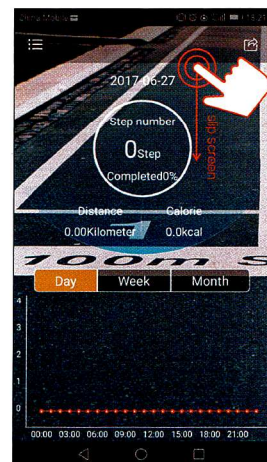 China Mobile
18:21
2017-06-27
Step number
0Step
Completed0%
slip screen
Distance Calorie
0.00Kilometer 0.0kcal
100m S
Day Week Month
4
3
2
1
0
00:00 03:00 06:00 09:00 12:00 15:00 18:00 21:00